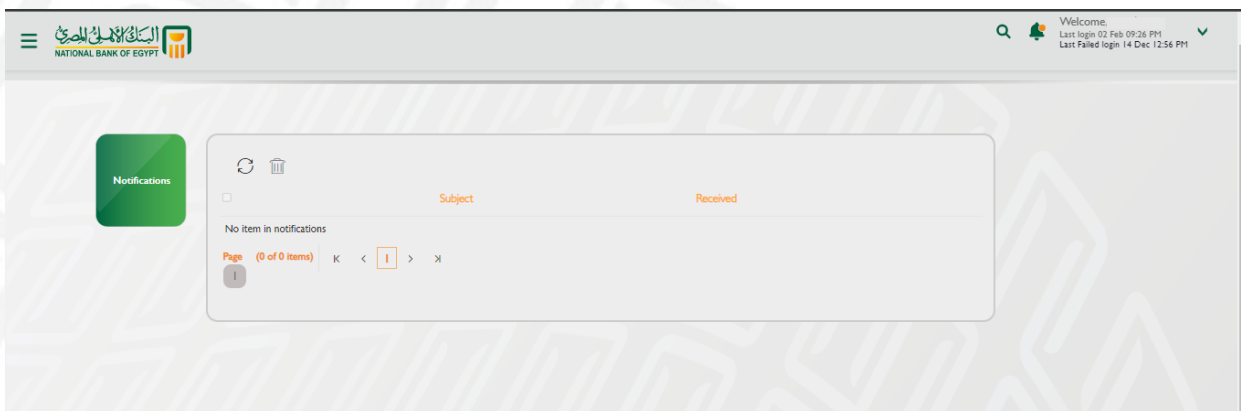 البنك الأهلي المصري
NATIONAL BANK OF EGYPT
Welcome,
Last login 02 Feb 09:26 PM
Last Failed login 14 Dec 12:56 PM
Notifications
Subject Received
No item in notifications
Page (0 of 0 items) 1
1